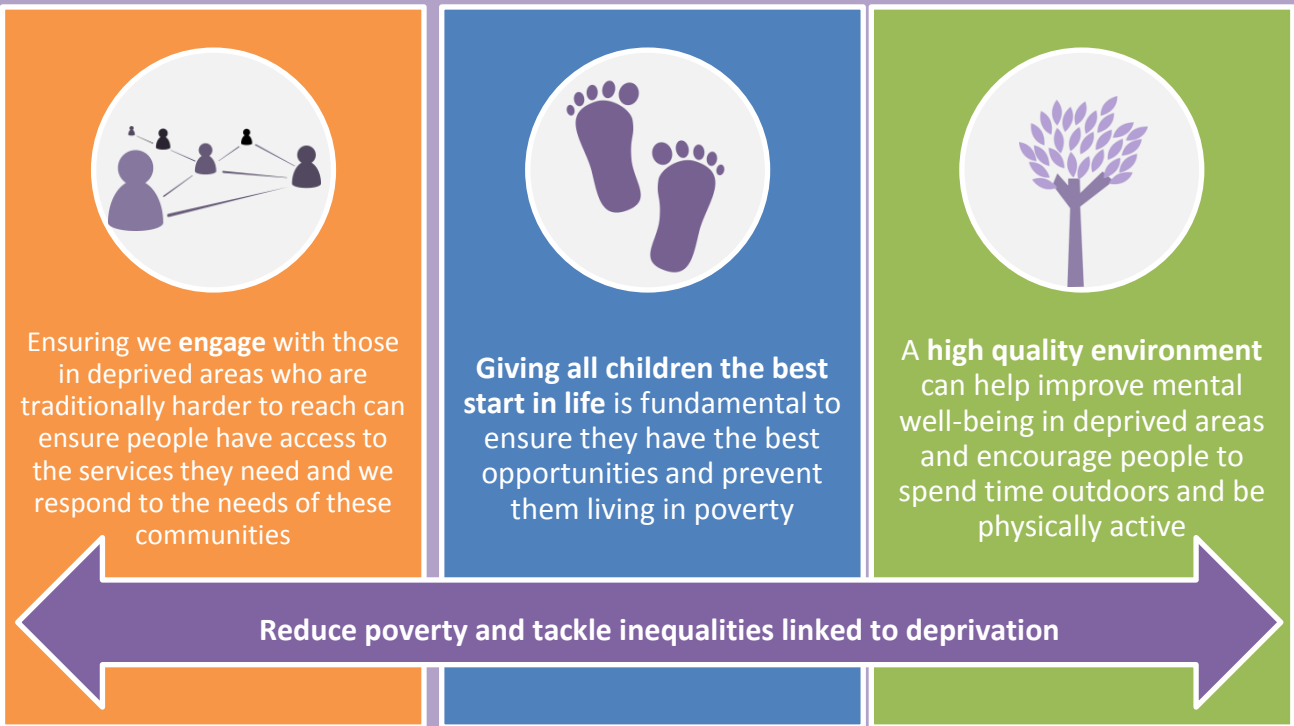 Ensuring we engage with those
in deprived areas who are
traditionally harder to reach can
ensure people have access to
the services they need and we
respond to the needs of these
communities
Giving all children the best
start in life is fundamental to
ensure they have the best
opportunities and prevent
them living in poverty
A high quality environment
can help improve mental
well-being in deprived areas
and encourage people to
spend time outdoors and be
physically active
Reduce poverty and tackle inequalities linked to deprivation